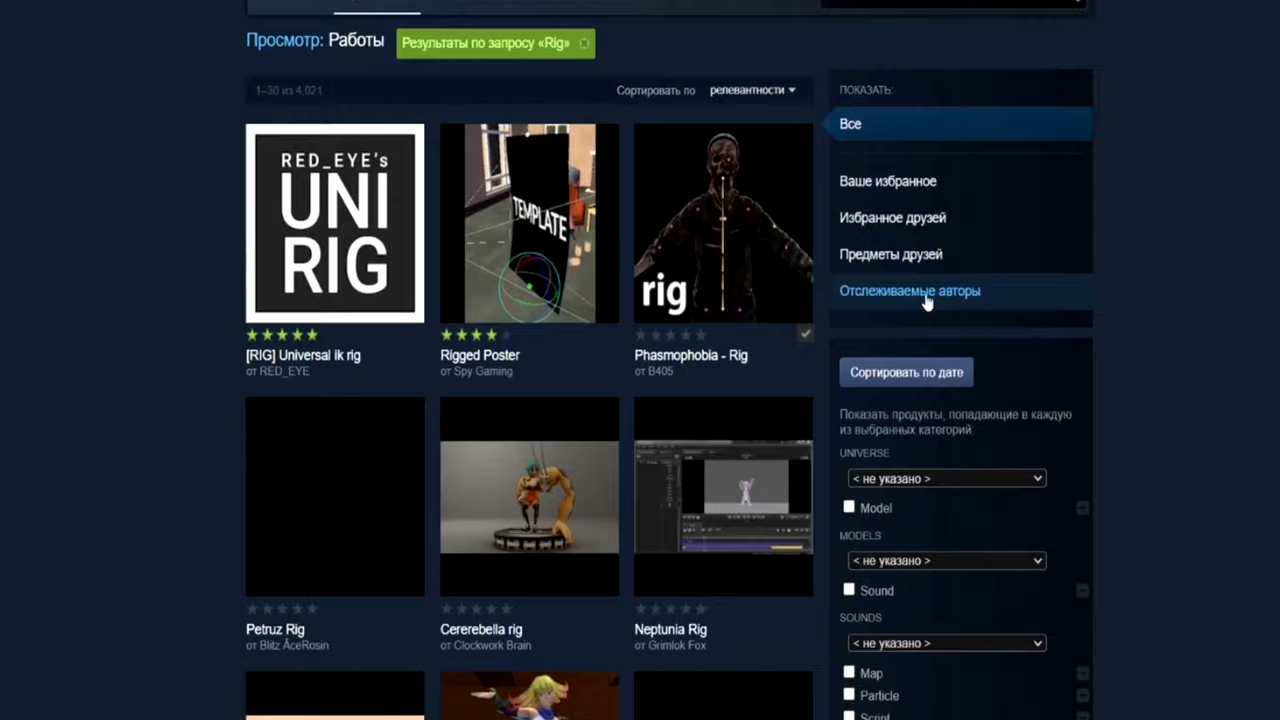 Просмотр: Работы
Результаты по запросу «Rig»
1–30 из 4,021
Сортировать по релевантности
RED_EYE's
UNI
RIG
[RIG] Universal ik rig
от RED_EYE
TEMPLATE
Rigged Poster
от Spy Gaming
rig
Phasmophobia - Rig
от B405
Petruz Rig
от Blitz ÅceRosin
Cererebella rig
от Clockwork Brain
Neptunia Rig
от Grimlok Fox
ПОКАЗАТЬ:
Все
Ваше избранное
Избранное друзей
Предметы друзей
Отслеживаемые авторы
Сортировать по дате
Показать продукты, попадающие в каждую
из выбранных категорий.
UNIVERSE
< не указано >
Model
MODELS
< не указано >
Sound
SOUNDS
< не указано >
Map
Particle
Script